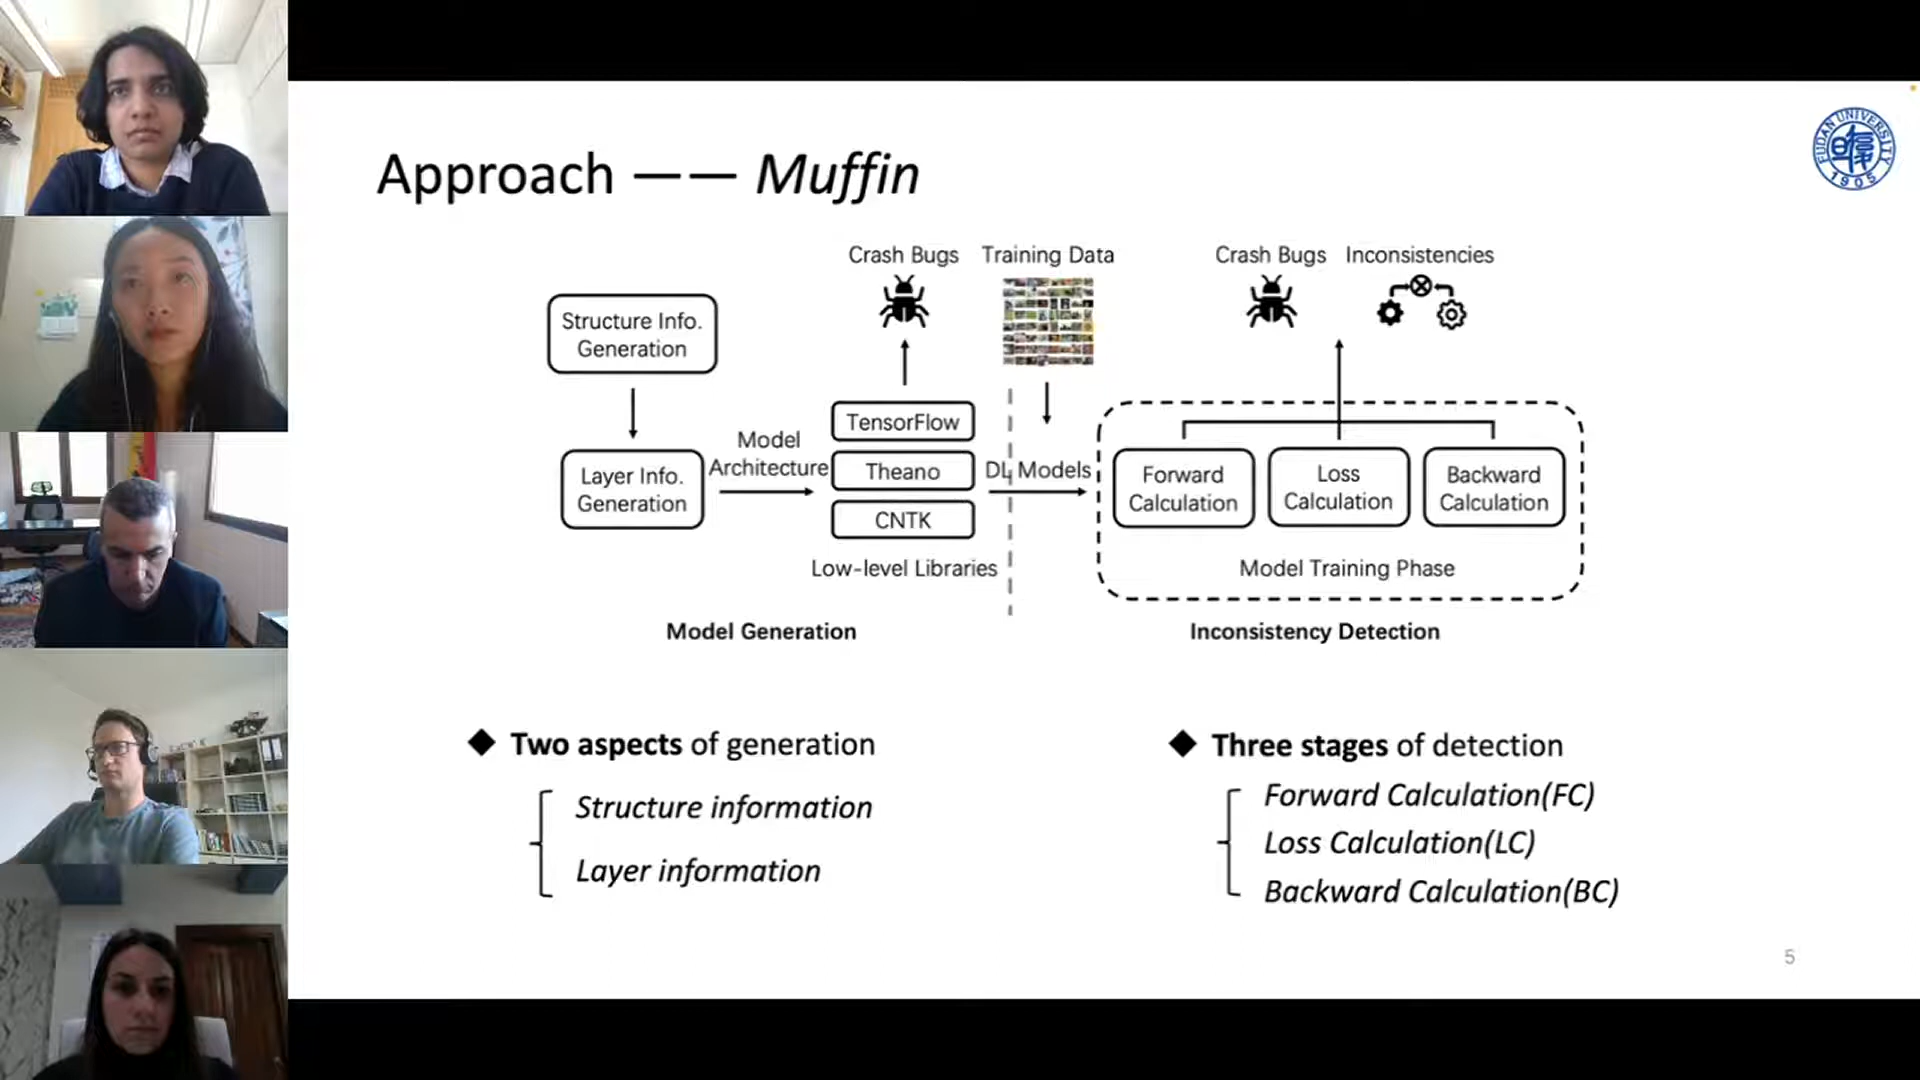 Approach —— Muffin
FUDAN UNIVERSITY
1905
Crash Bugs
Training Data
Crash Bugs
Inconsistencies
Structure Info.
Generation
Layer Info.
Generation
Model
Architecture
TensorFlow
Theano
CNTK
Low-level Libraries
DL Models
Forward
Calculation
Loss
Calculation
Backward
Calculation
Model Training Phase
Model Generation
Inconsistency Detection
◆ Two aspects of generation
Structure information
Layer information
◆ Three stages of detection
Forward Calculation(FC)
Loss Calculation(LC)
Backward Calculation(BC)
5